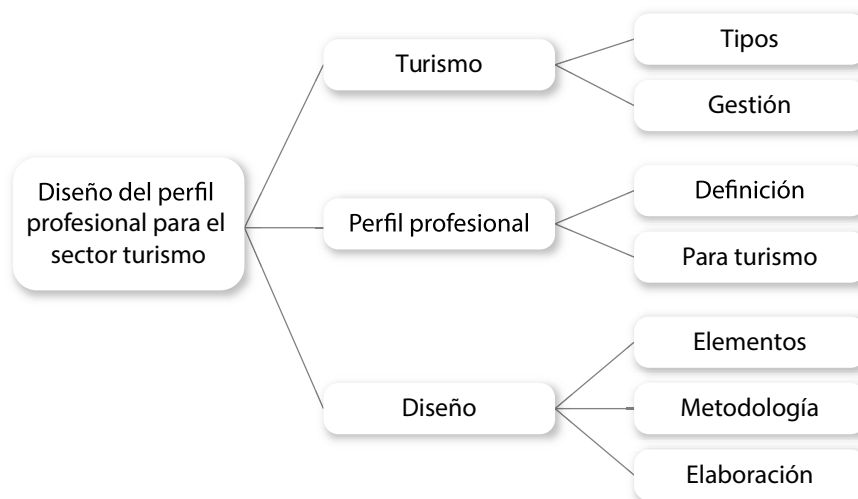 Diseño del perfil
profesional para el
sector turismo
Turismo
Tipos
Gestión
Perfil profesional
Definición
Para turismo
Diseño
Elementos
Metodología
Elaboración